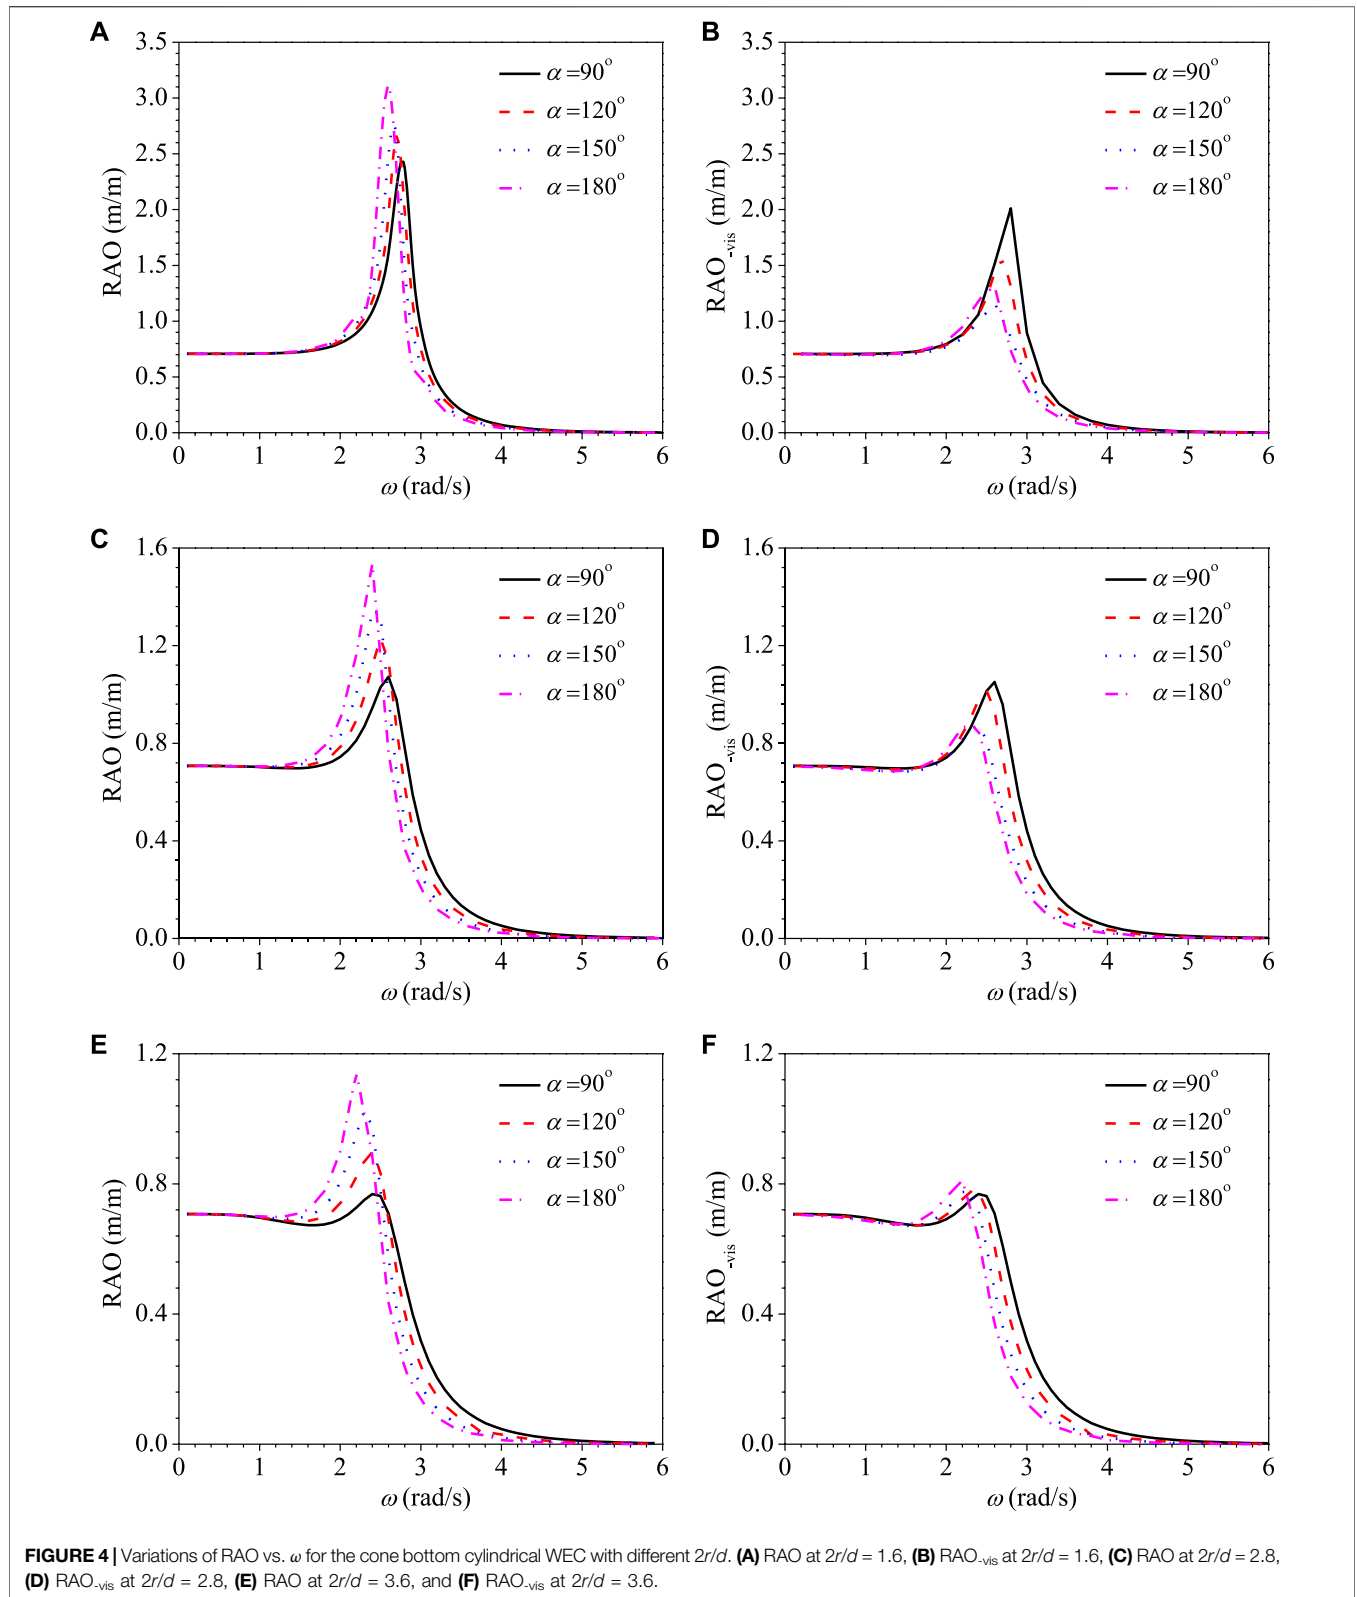 A
3.5
3.0
2.5
2.0
1.5
1.0
0.5
0.0
RAO (m/m)
0 1 2 3 4 5 6
ω (rad/s)
α =90°
α =120°
α =150°
α =180°
B
3.5
3.0
2.5
2.0
1.5
1.0
0.5
0.0
RAO-vis (m/m)
0 1 2 3 4 5 6
ω (rad/s)
α =90°
α =120°
α =150°
α =180°
C
1.6
1.2
0.8
0.4
0.0
RAO (m/m)
0 1 2 3 4 5 6
ω (rad/s)
α =90°
α =120°
α =150°
α =180°
D
1.6
1.2
0.8
0.4
0.0
RAO-vis (m/m)
0 1 2 3 4 5 6
ω (rad/s)
α =90°
α =120°
α =150°
α =180°
E
1.2
0.8
0.4
0.0
RAO (m/m)
0 1 2 3 4 5 6
ω (rad/s)
α =90°
α =120°
α =150°
α =180°
F
1.2
0.8
0.4
0.0
RAO-vis (m/m)
0 1 2 3 4 5 6
ω (rad/s)
α =90°
α =120°
α =150°
α =180°
FIGURE 4 | Variations of RAO vs. ω for the cone bottom cylindrical WEC with different 2r/d. (A) RAO at 2r/d = 1.6, (B) RAO-vis at 2r/d = 1.6, (C) RAO at 2r/d = 2.8,
(D) RAO-vis at 2r/d = 2.8, (E) RAO at 2r/d = 3.6, and (F) RAO-vis at 2r/d = 3.6.